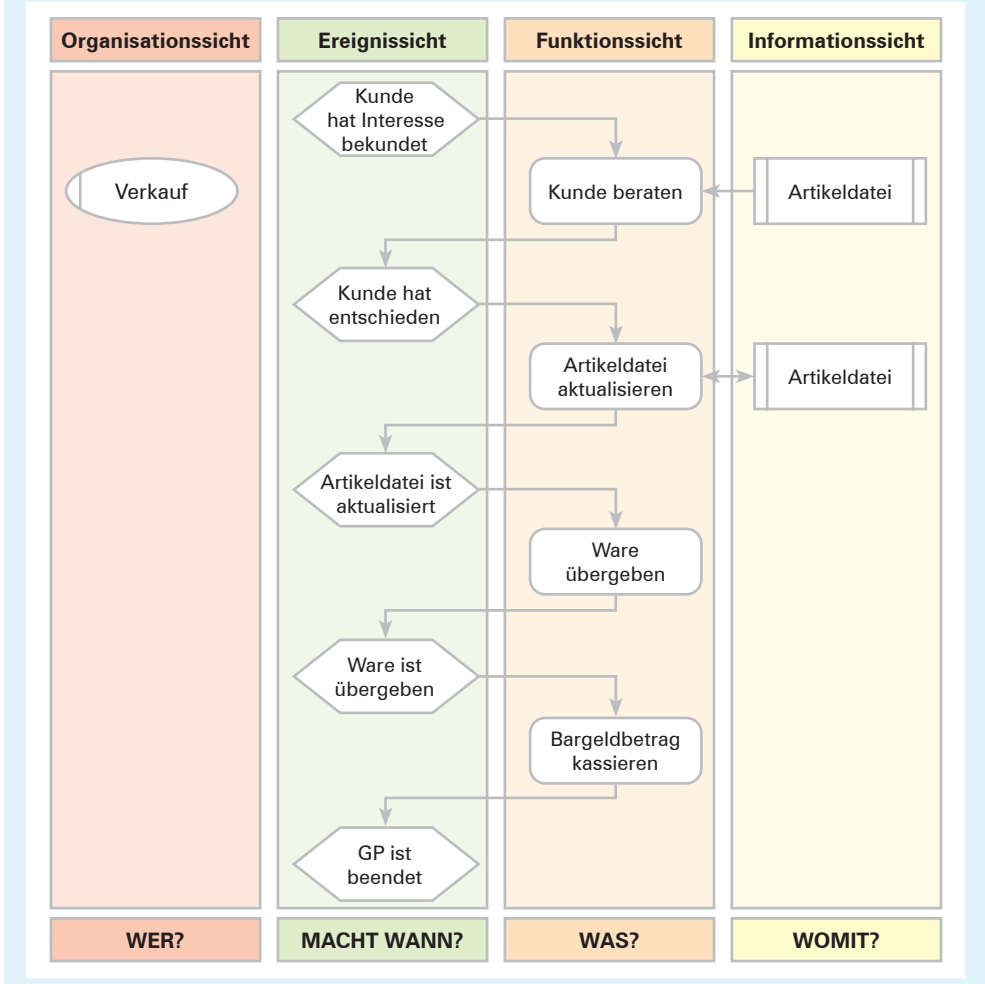 Organisationssicht
Ereignissicht
Funktionssicht
Informationssicht
Kunde
hat Interesse
bekundet
Verkauf
Kunde beraten
Artikeldatei
Kunde hat
entschieden
Artikeldatei
aktualisieren
Artikeldatei
Artikeldatei ist
aktualisiert
Ware
übergeben
Ware ist
übergeben
Bargeldbetrag
kassieren
GP ist
beendet
WER?
MACHT WANN?
WAS?
WOMIT?